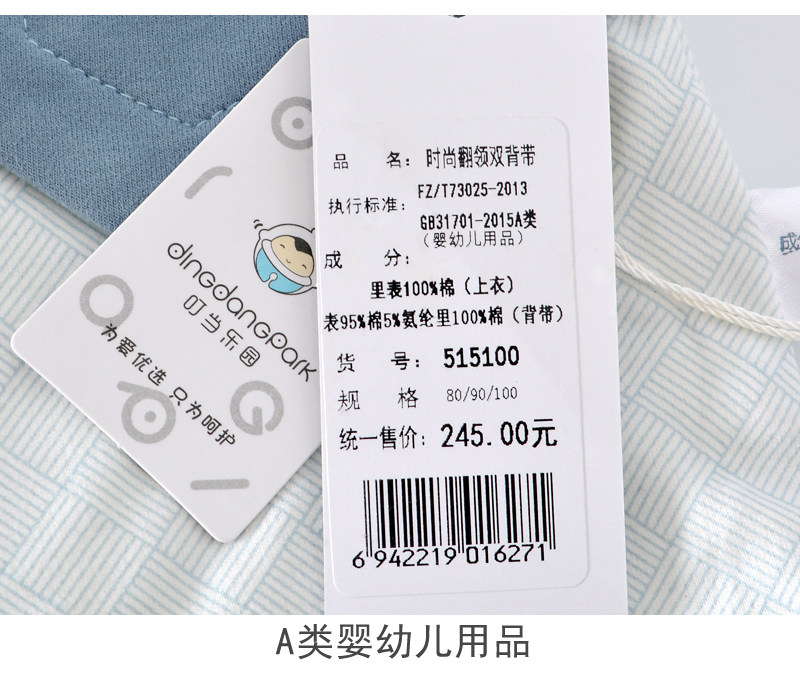 品 名：时尚翻领双背带
执行标准：FZ/T73025-2013
GB31701-2015A类
（婴幼儿用品）
成 分：
里表100%棉（上衣）
表95%棉5%氨纶里100%棉（背带）
货 号：515100
规 格 80/90/100
统一售价：245.00元
6 942219 016271
dingdangpark
叮当乐园
为爱优选 只为呵护
A类婴幼儿用品